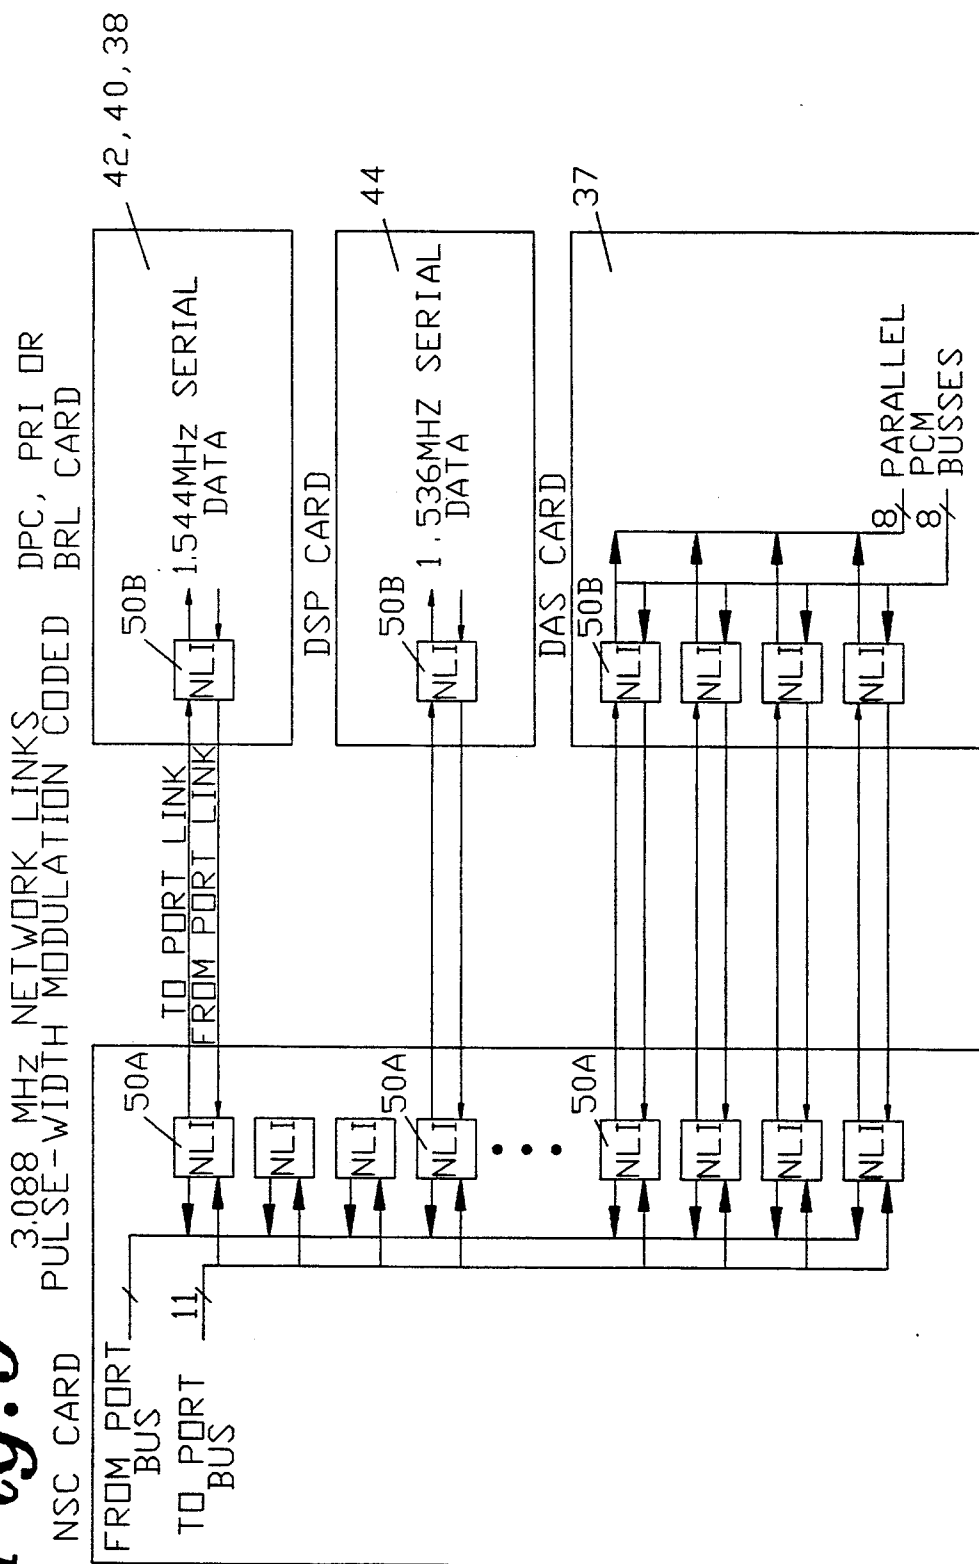 NSC CARD
3.088 MHz NETWORK LINKS
PULSE-WIDTH MODULATION CODED
DPC, PRI OR
BRL CARD
FROM PORT
BUS
TO PORT
BUS
11
50A
NLI
NLI
NLI
NLI
50A
50A
NLI
NLI
NLI
NLI
TO PORT LINK
FROM PORT LINK
50B
NLI
1.544MHz SERIAL
DATA
42,40,38
DSP CARD
50B
NLI
1.536MHZ SERIAL
DATA
44
DAS CARD
50B
NLI
NLI
NLI
NLI
37
8
PARALLEL
PCM
8
BUSSES